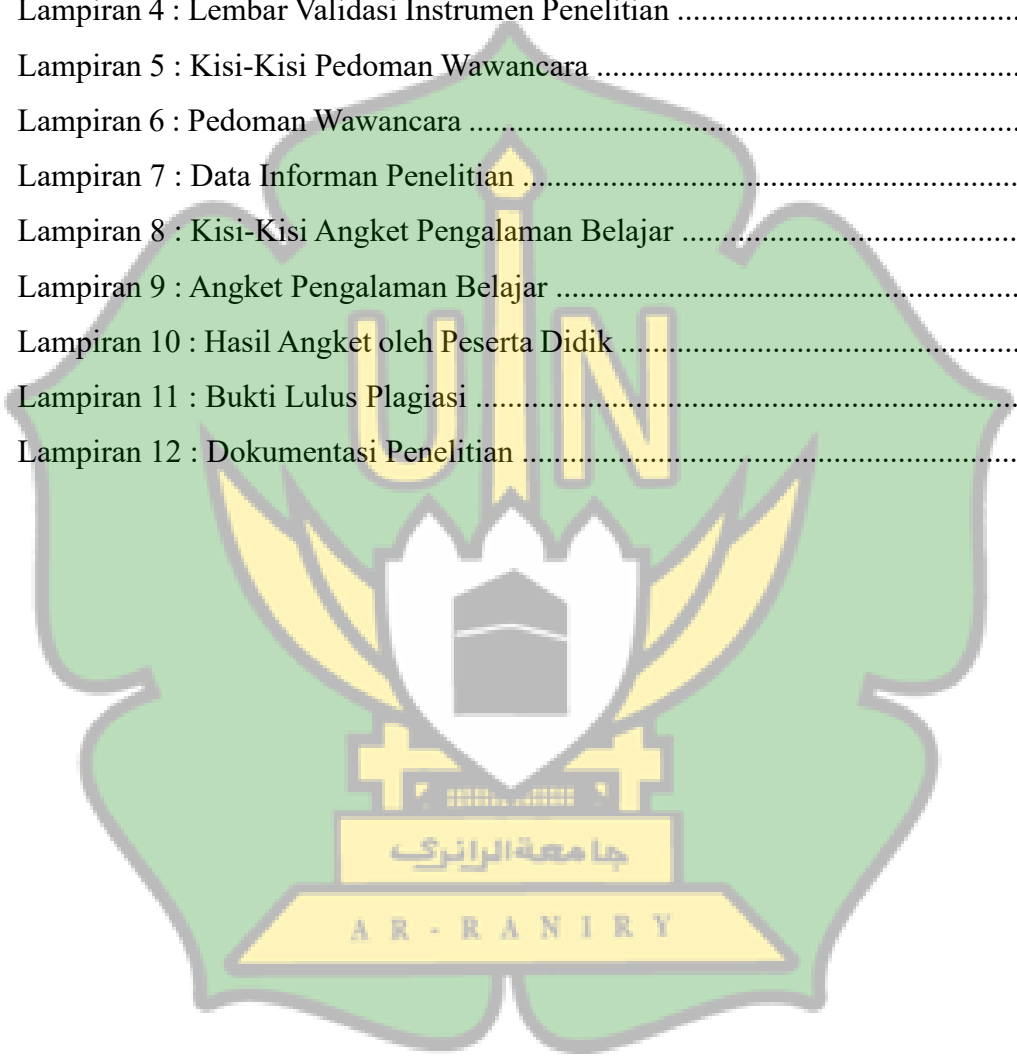 Lampiran 4 : Lembar Validasi Instrumen Penelitian ..........................................
Lampiran 5 : Kisi-Kisi Pedoman Wawancara ....................................................
Lampiran 6 : Pedoman Wawancara ....................................................................
Lampiran 7 : Data Informan Penelitian ..............................................................
Lampiran 8 : Kisi-Kisi Angket Pengalaman Belajar ..........................................
Lampiran 9 : Angket Pengalaman Belajar ..........................................................
Lampiran 10 : Hasil Angket oleh Peserta Didik ..................................................
Lampiran 11 : Bukti Lulus Plagiasi ....................................................................
Lampiran 12 : Dokumentasi Penelitian ..............................................................
UIN
جامعة الرانري
AR-RANIRY